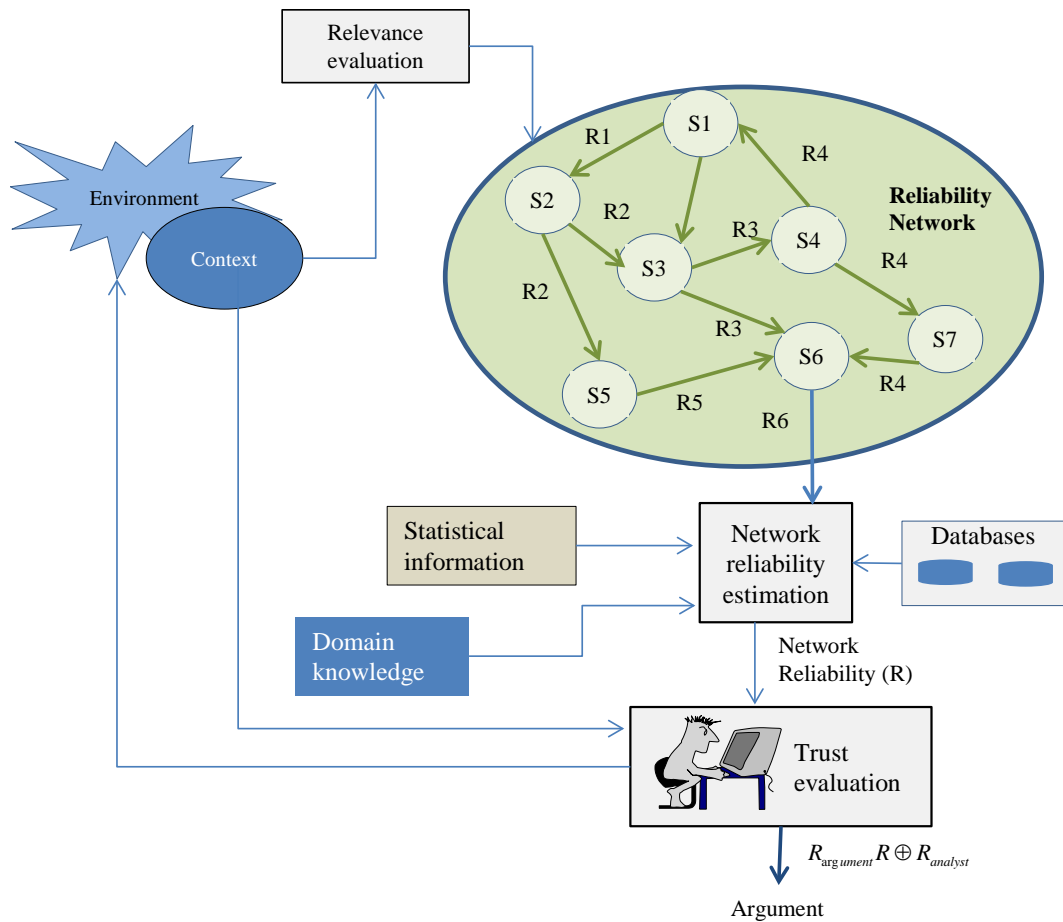 Relevance
evaluation
S1
R1
R4
Environment
S2
Reliability
Network
R2
R3
S4
Context
S3
R4
R2
R3
S7
S6
S5
R5
R4
R6
Statistical
information
Network
reliability
estimation
Databases
Domain
knowledge
Network
Reliability (R)
Trust
evaluation
R_argument R ⊕ R_analyst
Argument